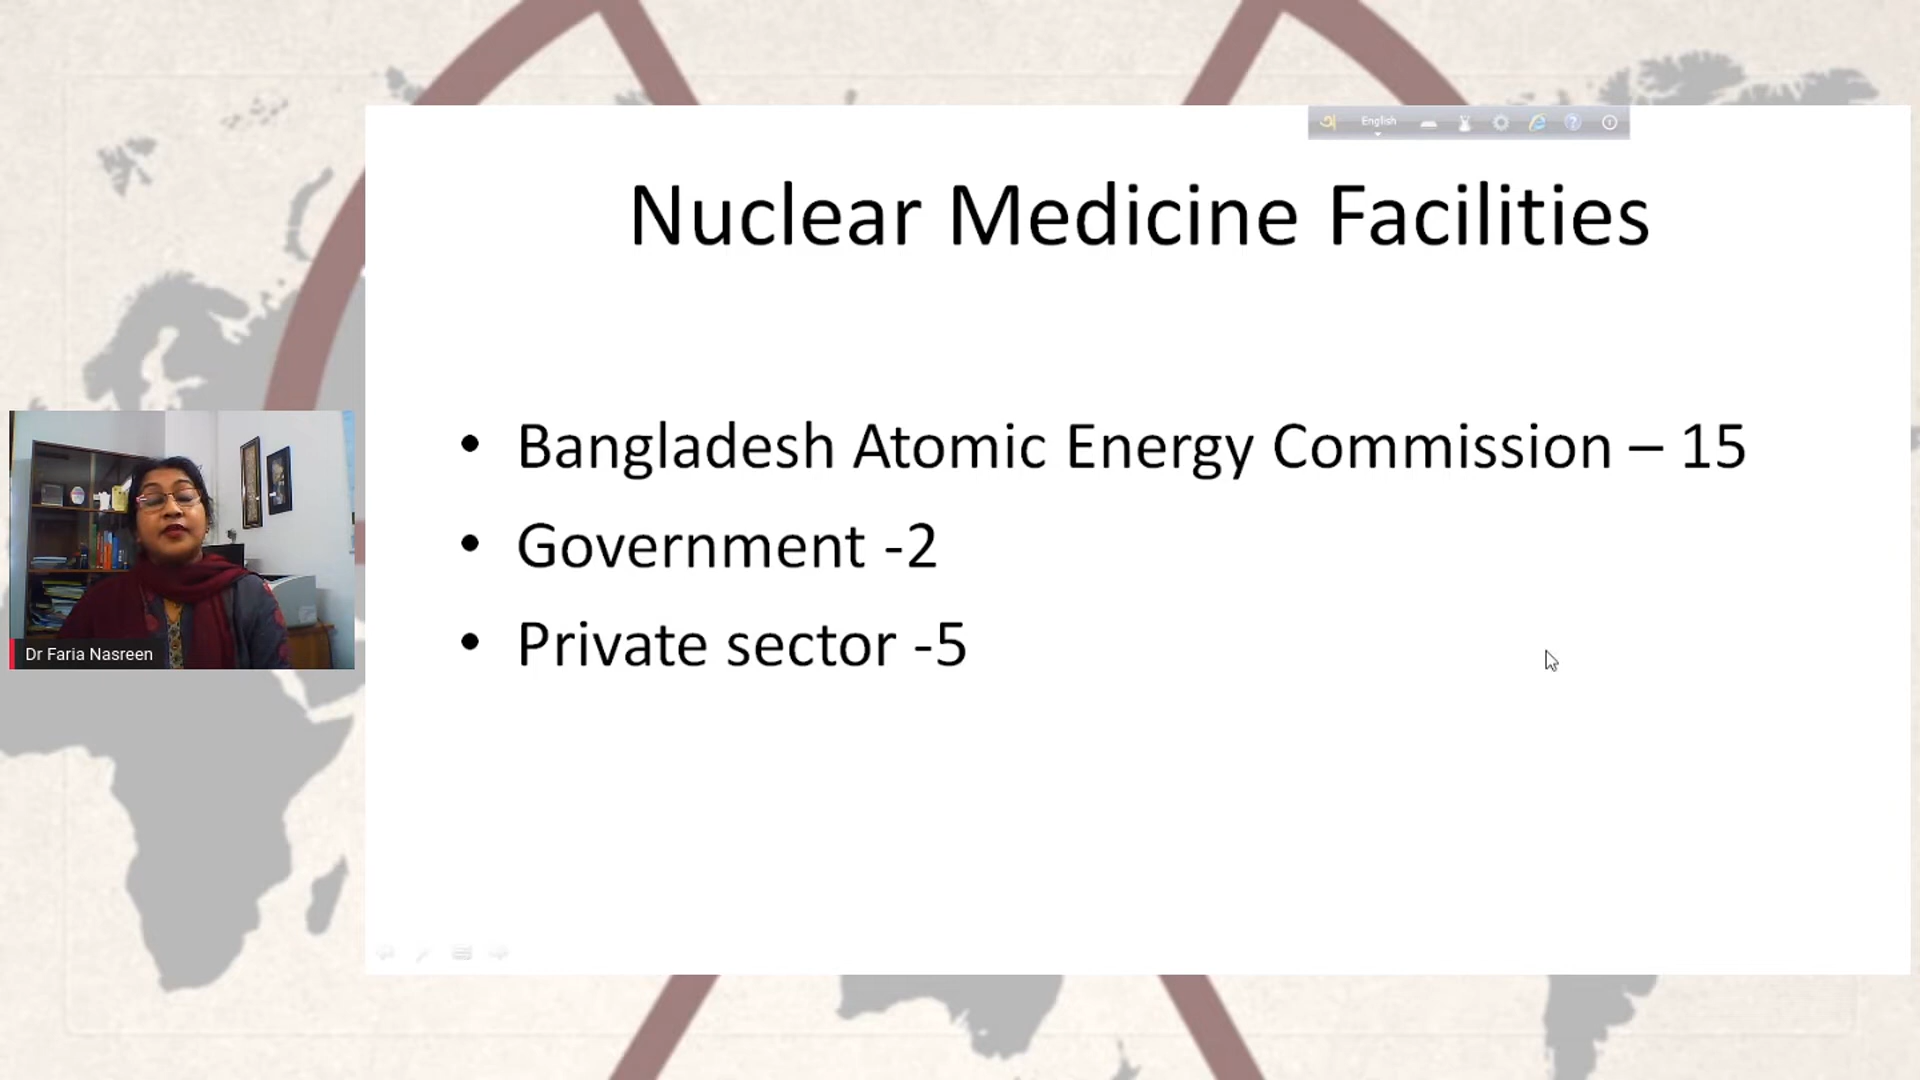 English
Nuclear Medicine Facilities
• Bangladesh Atomic Energy Commission – 15
• Government -2
• Private sector -5
Dr Faria Nasreen